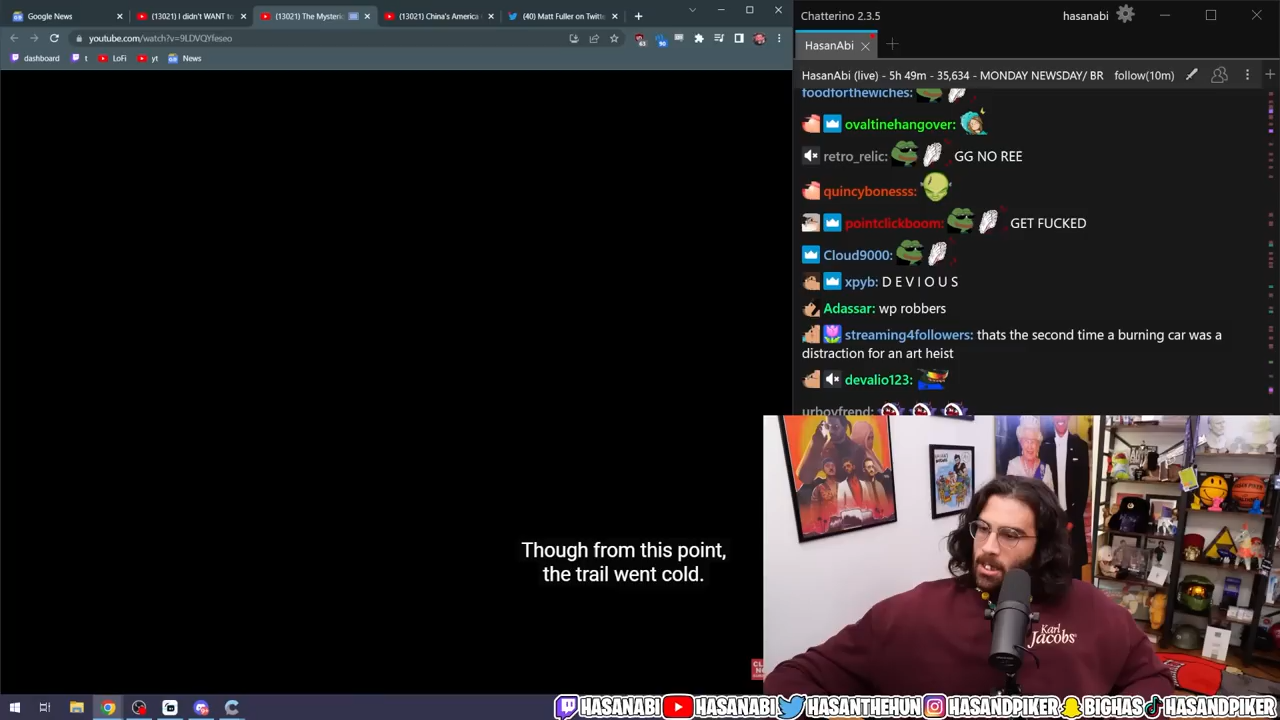 Google News
(13021) I didn't WANT to
(13021) The Mysteri
(13021) China's America
(40) Matt Fuller on Twitt
youtube.com/watch?v=9LDVQYfeseo
dashboard
t
LoFi
yt
News
Though from this point,
the trail went cold.
Chatterino 2.3.5
hasanabi
HasanAbi
HasanAbi (live) - 5h 49m - 35,634 - MONDAY NEWSDAY/ BR
follow(10m)
foodforthewiches:
ovaltinehangover:
retro_relic: GG NO REE
quincybonesss:
pointclickboom: GET FUCKED
Cloud9000:
xpyb: D E V I O U S
Adassar: wp robbers
streaming4followers: thats the second time a burning car was a
distraction for an art heist
devalio123:
urboyfrend:
Karl
Jacobs
HASANABI
HASANABI
HASANTHEHUN
HASANDPIKER
BIGHAS
HASANDPIKER